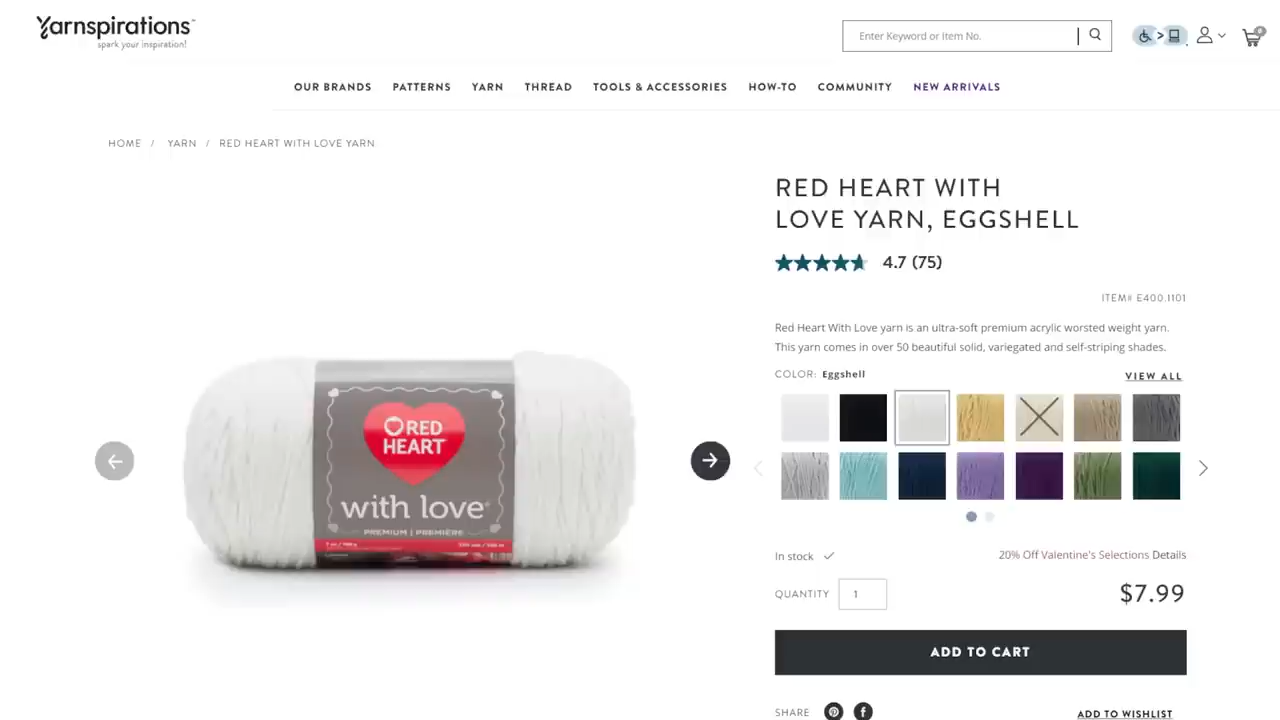 Yarnspirations™
spark your inspiration!
Enter Keyword or Item No.
0
OUR BRANDS PATTERNS YARN THREAD TOOLS & ACCESSORIES HOW-TO COMMUNITY NEW ARRIVALS
HOME / YARN / RED HEART WITH LOVE YARN
RED HEART WITH
LOVE YARN, EGGSHELL
4.7 (75)
ITEM# E400.1101
Red Heart With Love yarn is an ultra-soft premium acrylic worsted weight yarn.
This yarn comes in over 50 beautiful solid, variegated and self-striping shades.
COLOR: Eggshell
VIEW ALL
RED
HEART
with love
PREMIUM | PREMIÈRE
In stock
20% Off Valentine's Selections Details
QUANTITY 1
$7.99
ADD TO CART
SHARE
ADD TO WISHLIST